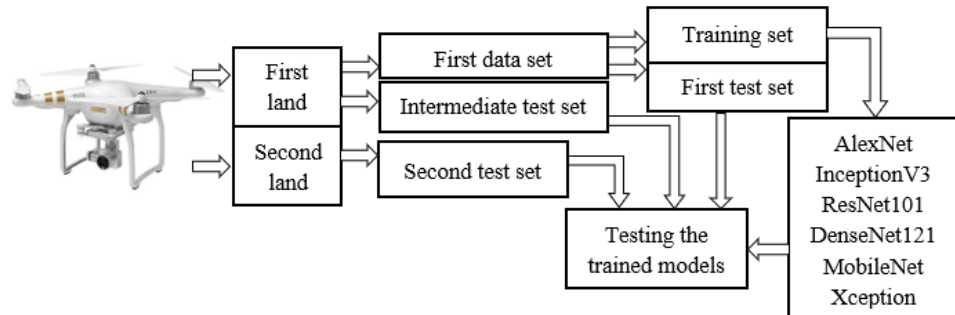 First
land
Second
land
First data set
Intermediate test set
Second test set
Training set
First test set
Testing the
trained models
AlexNet
InceptionV3
ResNet101
DenseNet121
MobileNet
Xception